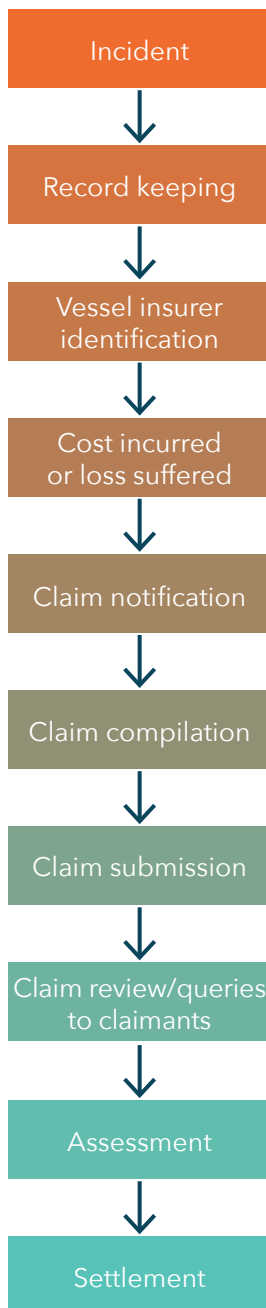 Incident
Record keeping
Vessel insurer
identification
Cost incurred
or loss suffered
Claim notification
Claim compilation
Claim submission
Claim review/queries
to claimants
Assessment
Settlement